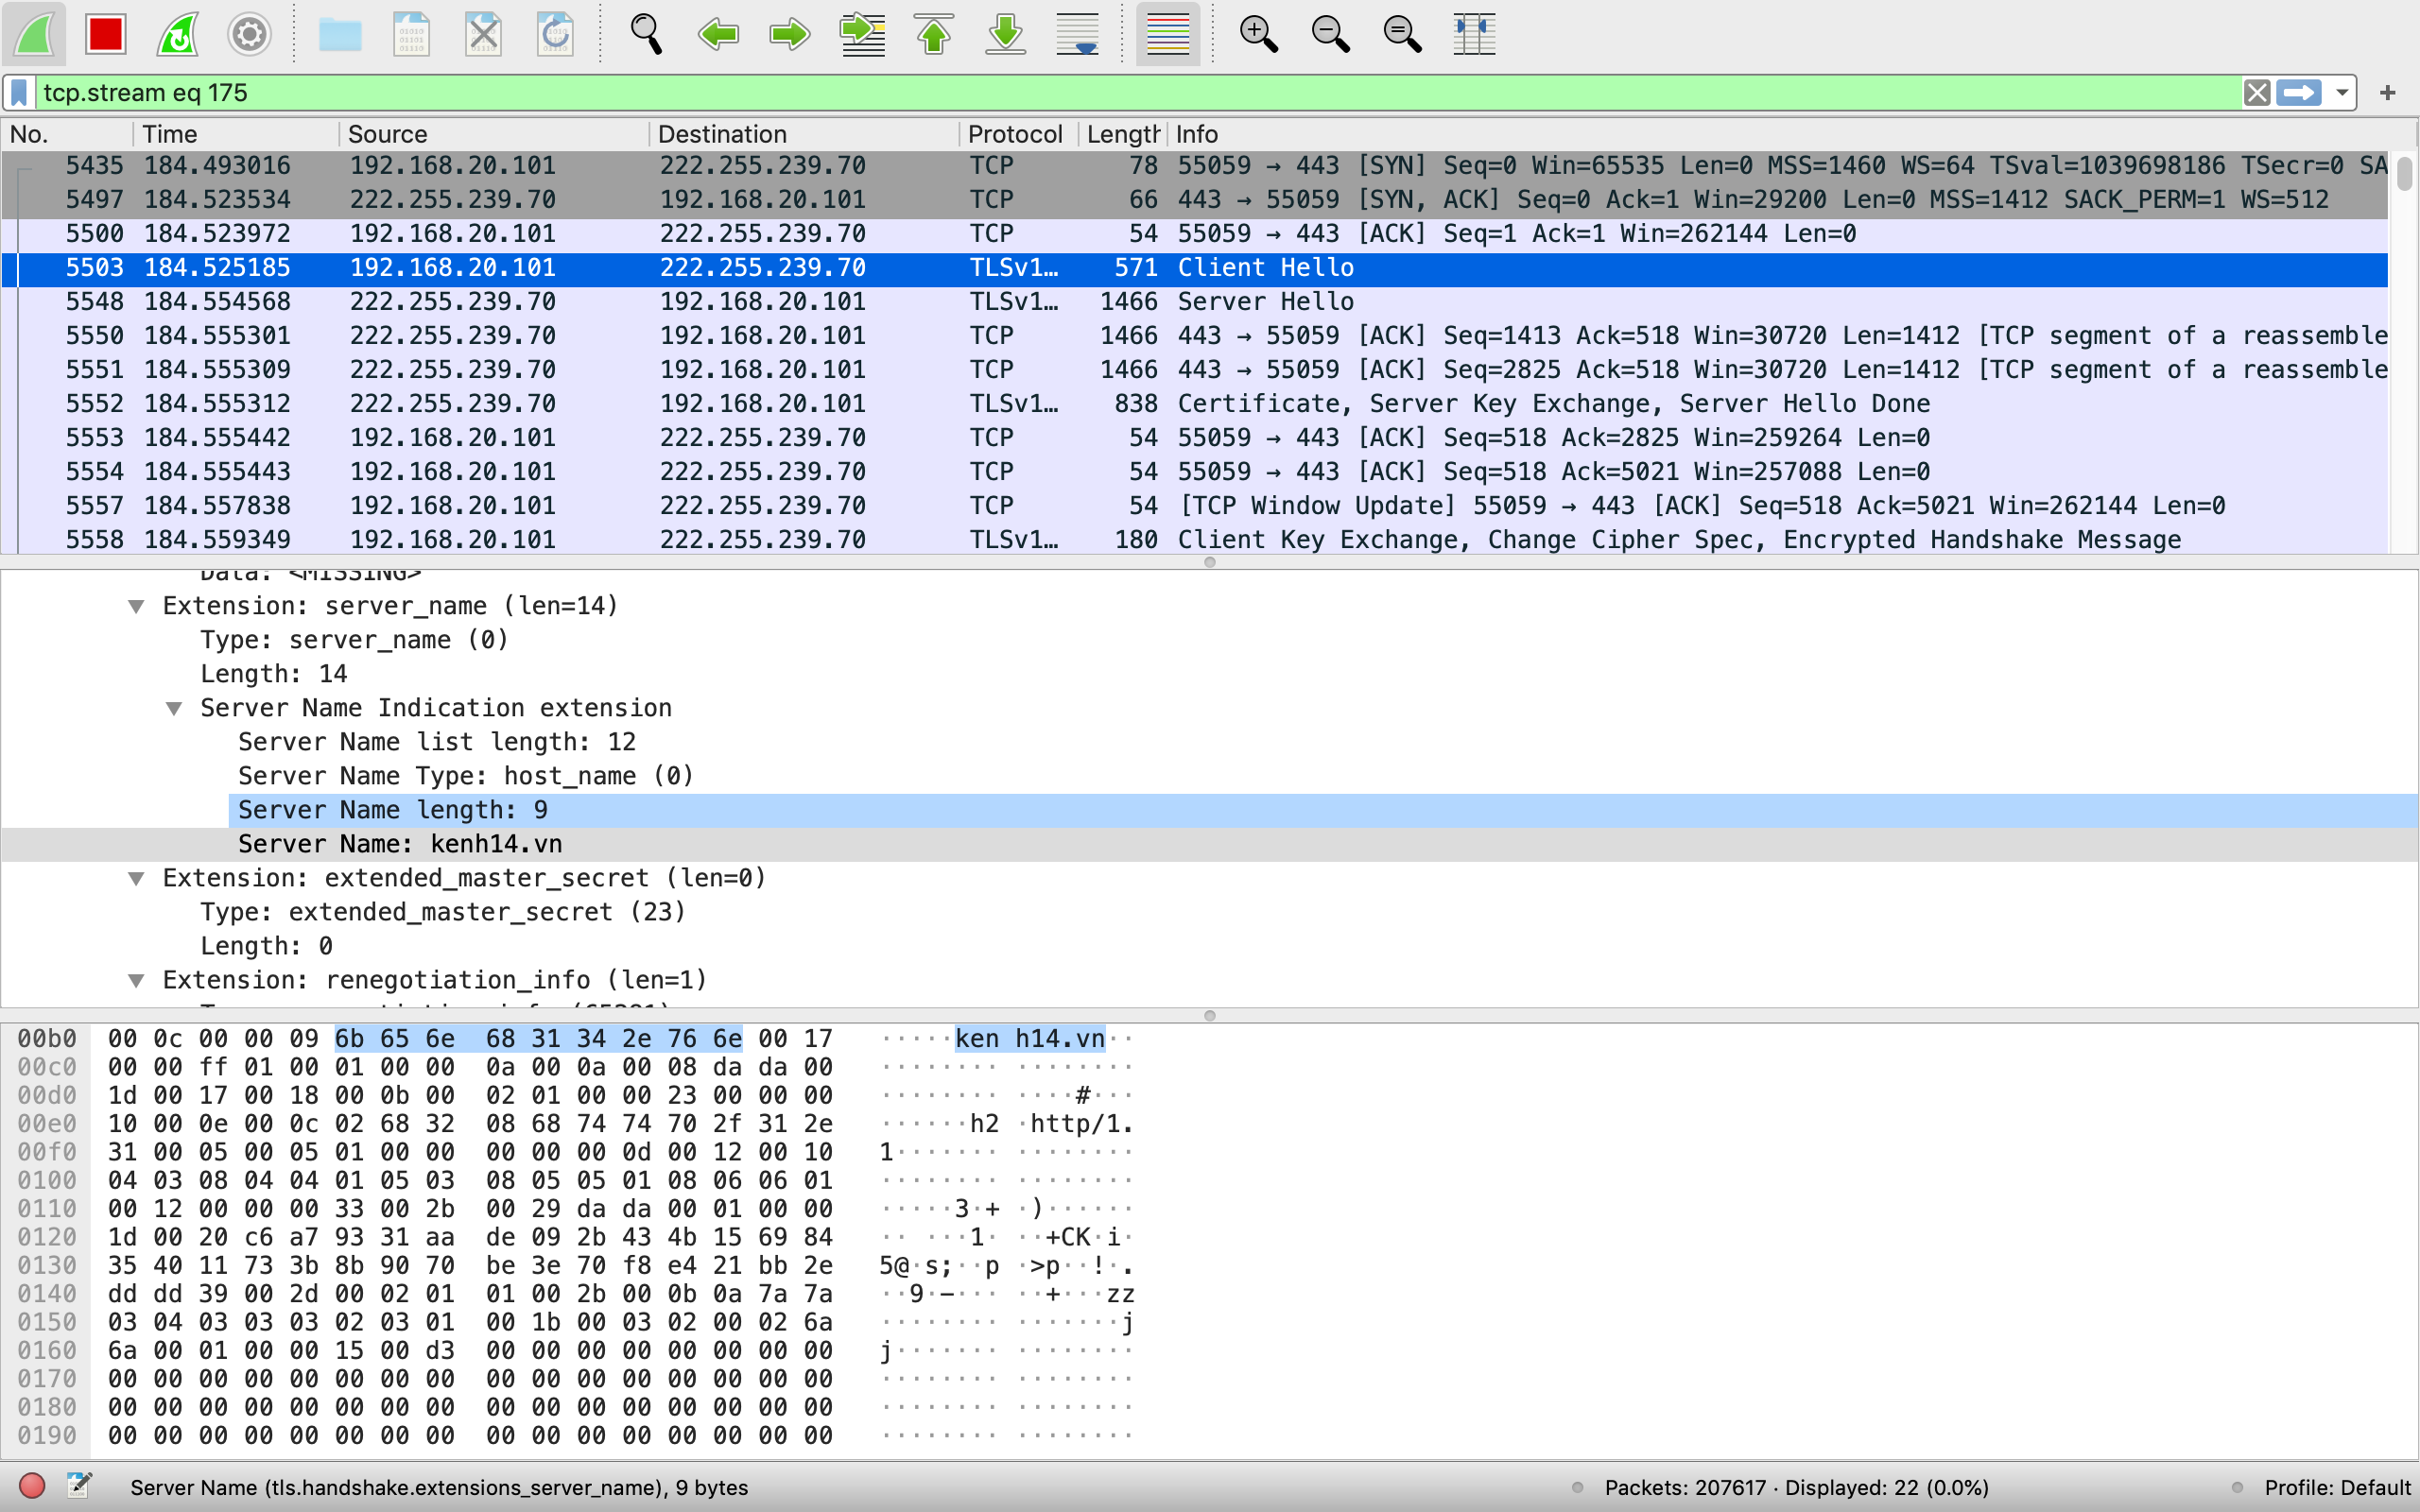 tcp.stream eq 175
No. Time Source Destination Protocol Length Info
5435 184.493016 192.168.20.101 222.255.239.70 TCP 78 55059 → 443 [SYN] Seq=0 Win=65535 Len=0 MSS=1460 WS=64 TSval=1039698186 TSecr=0 SA
5497 184.523534 222.255.239.70 192.168.20.101 TCP 66 443 → 55059 [SYN, ACK] Seq=0 Ack=1 Win=29200 Len=0 MSS=1412 SACK_PERM=1 WS=512
5500 184.523972 192.168.20.101 222.255.239.70 TCP 54 55059 → 443 [ACK] Seq=1 Ack=1 Win=262144 Len=0
5503 184.525185 192.168.20.101 222.255.239.70 TLSv1… 571 Client Hello
5548 184.554568 222.255.239.70 192.168.20.101 TLSv1… 1466 Server Hello
5550 184.555301 222.255.239.70 192.168.20.101 TCP 1466 443 → 55059 [ACK] Seq=1413 Ack=518 Win=30720 Len=1412 [TCP segment of a reassemble
5551 184.555309 222.255.239.70 192.168.20.101 TCP 1466 443 → 55059 [ACK] Seq=2825 Ack=518 Win=30720 Len=1412 [TCP segment of a reassemble
5552 184.555312 222.255.239.70 192.168.20.101 TLSv1… 838 Certificate, Server Key Exchange, Server Hello Done
5553 184.555442 192.168.20.101 222.255.239.70 TCP 54 55059 → 443 [ACK] Seq=518 Ack=2825 Win=259264 Len=0
5554 184.555443 192.168.20.101 222.255.239.70 TCP 54 55059 → 443 [ACK] Seq=518 Ack=5021 Win=257088 Len=0
5557 184.557838 192.168.20.101 222.255.239.70 TCP 54 [TCP Window Update] 55059 → 443 [ACK] Seq=518 Ack=5021 Win=262144 Len=0
5558 184.559349 192.168.20.101 222.255.239.70 TLSv1… 180 Client Key Exchange, Change Cipher Spec, Encrypted Handshake Message
Data: <MISSING>
Extension: server_name (len=14)
Type: server_name (0)
Length: 14
Server Name Indication extension
Server Name list length: 12
Server Name Type: host_name (0)
Server Name length: 9
Server Name: kenh14.vn
Extension: extended_master_secret (len=0)
Type: extended_master_secret (23)
Length: 0
Extension: renegotiation_info (len=1)
00b0 00 0c 00 00 09 6b 65 6e 68 31 34 2e 76 6e 00 17 ·····ken h14.vn··
00c0 00 00 ff 01 00 01 00 00 0a 00 0a 00 08 da da 00 ········ ········
00d0 1d 00 17 00 18 00 0b 00 02 01 00 00 23 00 00 00 ········ ····#···
00e0 10 00 0e 00 0c 02 68 32 08 68 74 74 70 2f 31 2e ······h2 ·http/1.
00f0 31 00 05 00 05 01 00 00 00 00 00 0d 00 12 00 10 1······· ········
0100 04 03 08 04 04 01 05 03 08 05 05 01 08 06 06 01 ········ ········
0110 00 12 00 00 00 33 00 2b 00 29 da da 00 01 00 00 ·····3·+ ·)······
0120 1d 00 20 c6 a7 93 31 aa de 09 2b 43 4b 15 69 84 ·· ···1· ··+CK·i·
0130 35 40 11 73 3b 8b 90 70 be 3e 70 f8 e4 21 bb 2e 5@·s;··p ·>p··!·.
0140 dd dd 39 00 2d 00 02 01 01 00 2b 00 0b 0a 7a 7a ··9·-··· ··+···zz
0150 03 04 03 03 03 02 03 01 00 1b 00 03 02 00 02 6a ········ ·······j
0160 6a 00 01 00 00 15 00 d3 00 00 00 00 00 00 00 00 j······· ········
0170 00 00 00 00 00 00 00 00 00 00 00 00 00 00 00 00 ········ ········
0180 00 00 00 00 00 00 00 00 00 00 00 00 00 00 00 00 ········ ········
0190 00 00 00 00 00 00 00 00 00 00 00 00 00 00 00 00 ········ ········
Server Name (tls.handshake.extensions_server_name), 9 bytes
Packets: 207617 · Displayed: 22 (0.0%)
Profile: Default